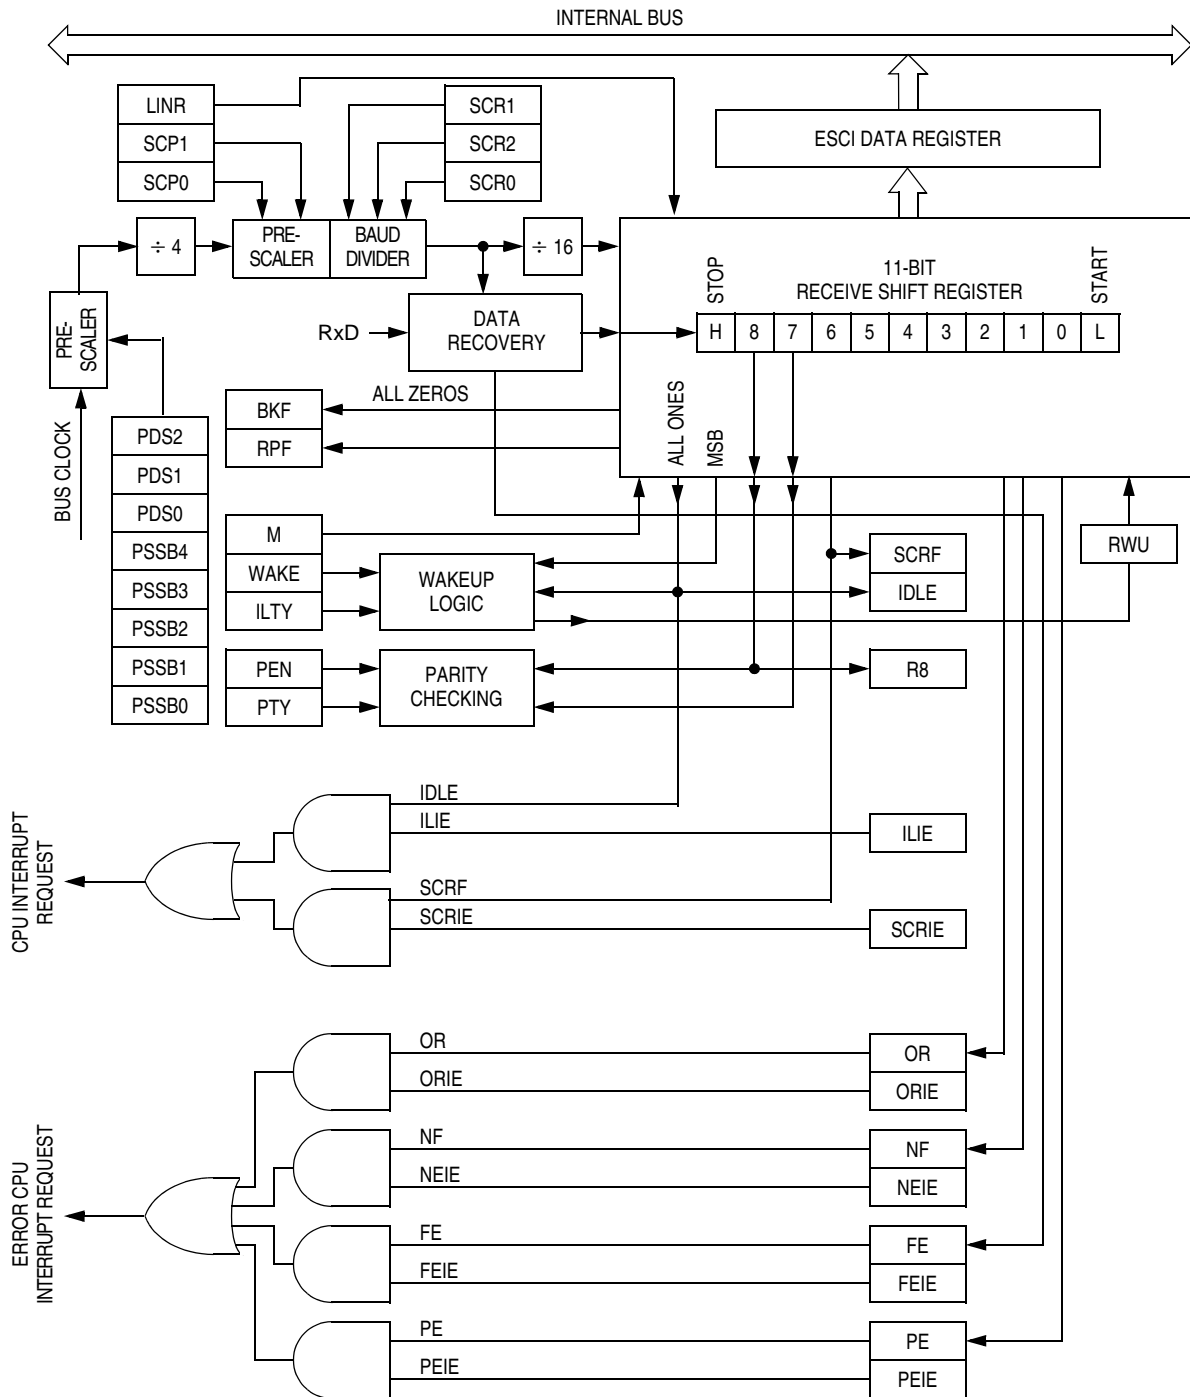 INTERNAL BUS
LINR
SCP1
SCP0
SCR1
SCR2
SCR0
ESCI DATA REGISTER
÷ 4
PRE-
SCALER
BAUD
DIVIDER
÷ 16
PRE-
SCALER
BUS CLOCK
RxD
DATA
RECOVERY
STOP
11-BIT
RECEIVE SHIFT REGISTER
START
H 8 7 6 5 4 3 2 1 0 L
ALL ZEROS
ALL ONES
MSB
BKF
RPF
PDS2
PDS1
PDS0
PSSB4
PSSB3
PSSB2
PSSB1
PSSB0
M
WAKE
ILTY
WAKEUP
LOGIC
SCRF
IDLE
RWU
PEN
PTY
PARITY
CHECKING
R8
CPU INTERRUPT
REQUEST
IDLE
ILIE
ILIE
SCRF
SCRIE
SCRIE
ERROR CPU
INTERRUPT REQUEST
OR
ORIE
OR
ORIE
NF
NEIE
NF
NEIE
FE
FEIE
FE
FEIE
PE
PEIE
PE
PEIE